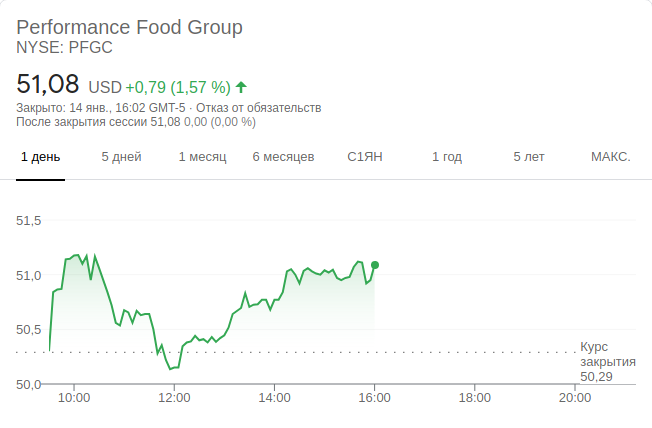 Performance Food Group
NYSE: PFGC
51,08 USD +0,79 (1,57 %)
Закрыто: 14 янв., 16:02 GMT-5 · Отказ от обязательств
После закрытия сессии 51,08 0,00 (0,00 %)
1 день 5 дней 1 месяц 6 месяцев С1ЯН 1 год 5 лет МАКС.
51,5
51,0
50,5
Курс
закрытия
50,29
50,0
10:00 12:00 14:00 16:00 18:00 20:00